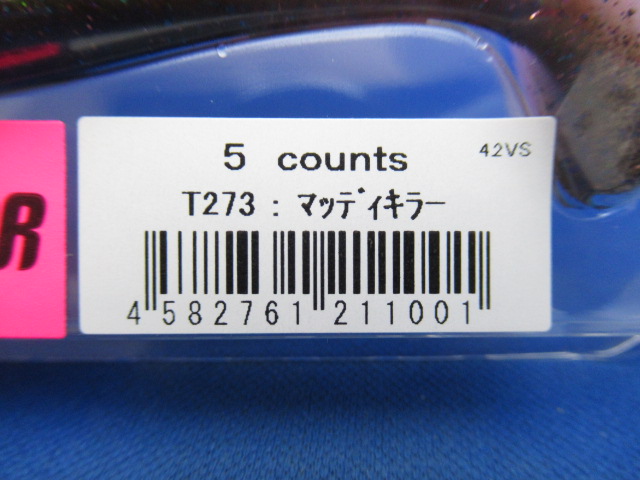 5 counts 42VS
T273 : ﾏｯﾃﾞｨｷﾗｰ
4 582761 211001
R